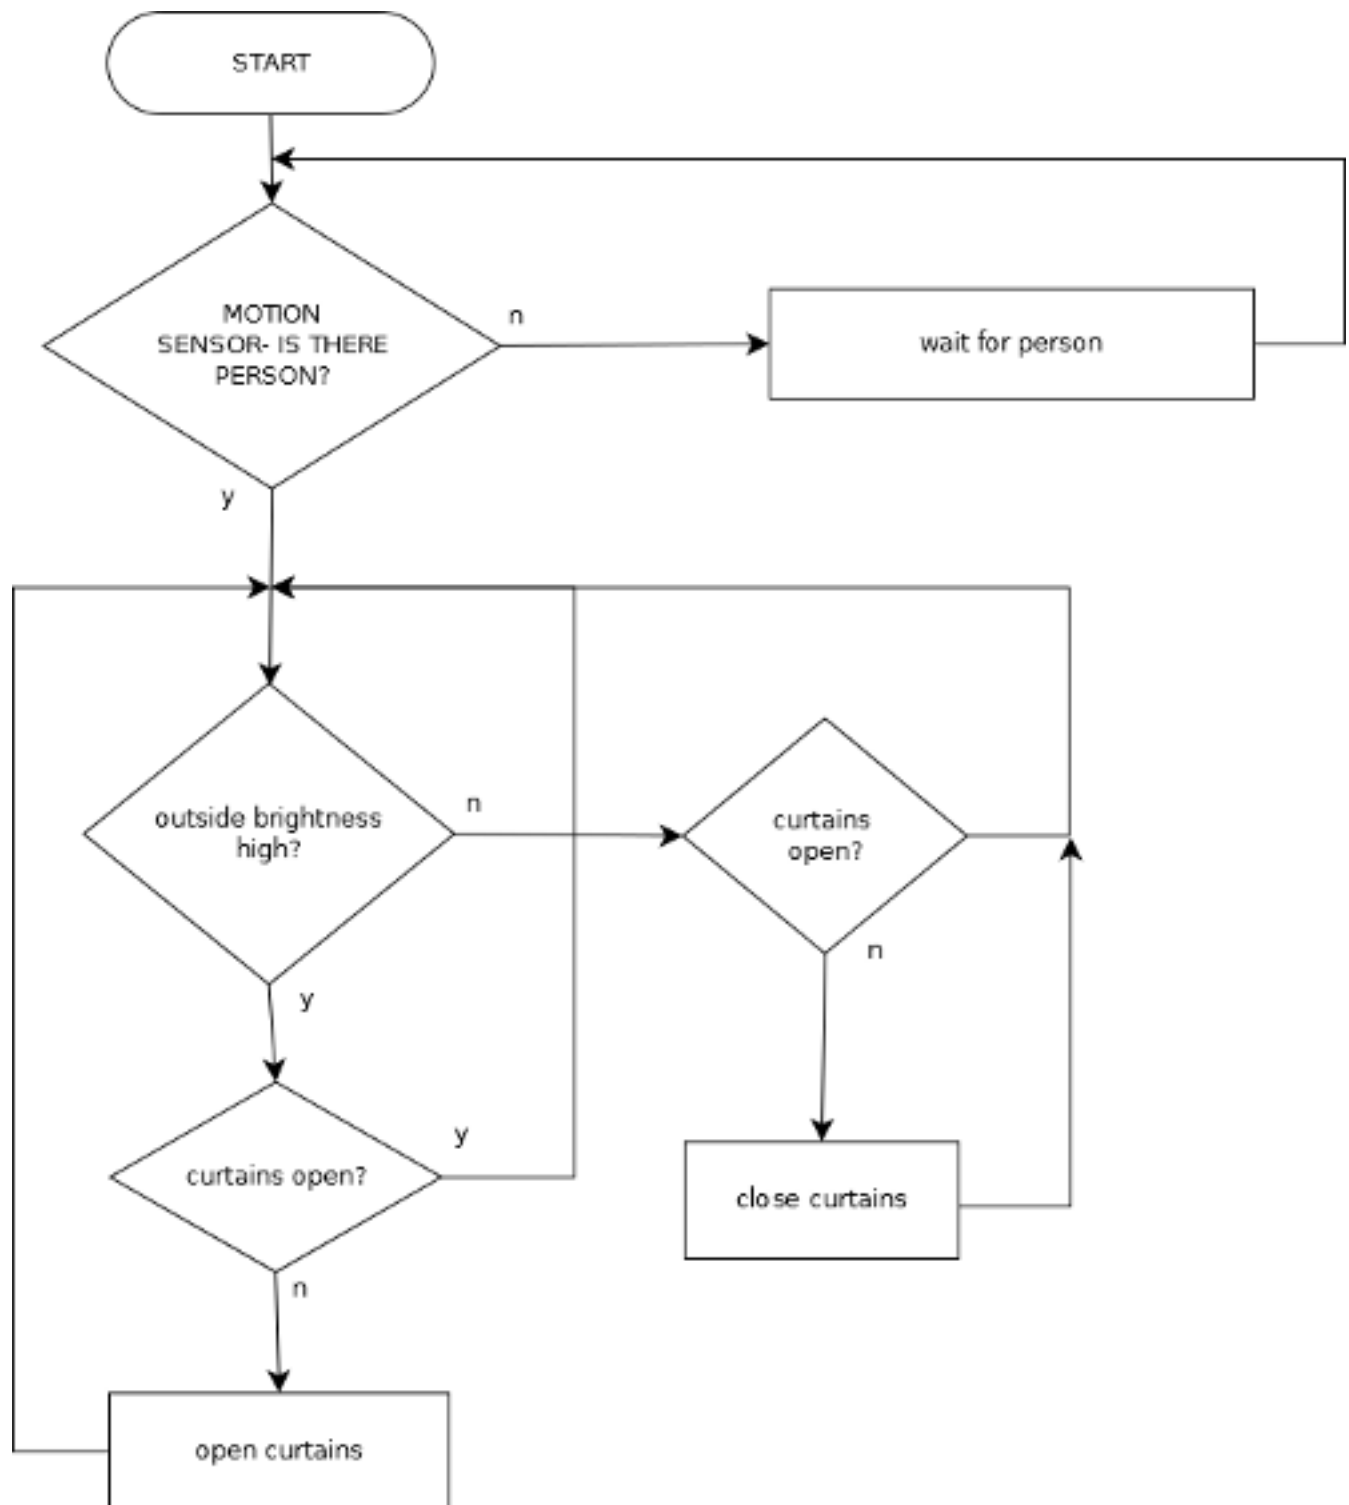 START
MOTION
SENSOR- IS THERE
PERSON?
n
wait for person
y
outside brightness
high?
n
curtains
open?
n
y
curtains open?
y
close curtains
n
open curtains